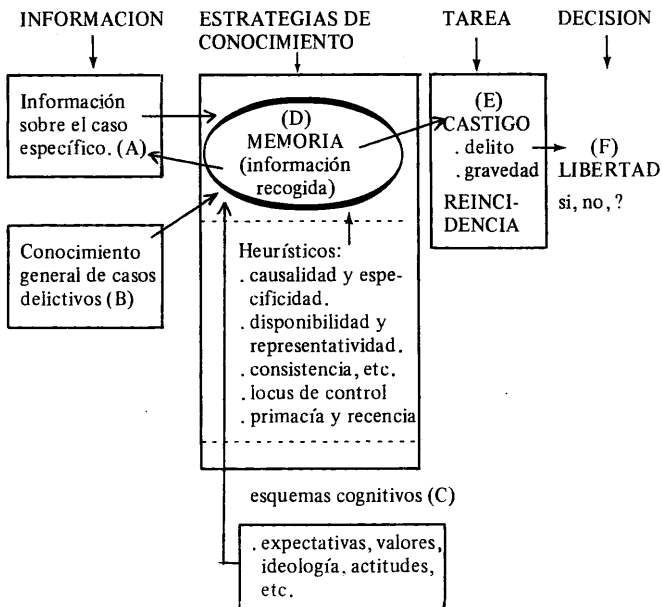 INFORMACION
ESTRATEGIAS DE
CONOCIMIENTO
TAREA
DECISION
Información
sobre el caso
específico. (A)
Conocimiento
general de casos
delictivos (B)
(D)
MEMORIA
(información
recogida)
Heurísticos:
. causalidad y espe-
cificidad.
. disponibilidad y
representatividad.
. consistencia, etc.
. locus de control
. primacía y recencia
esquemas cognitivos (C)
. expectativas, valores,
ideología, actitudes,
etc.
(E)
CASTIGO
. delito
. gravedad
REINCI-
DENCIA
(F)
LIBERTAD
si, no, ?